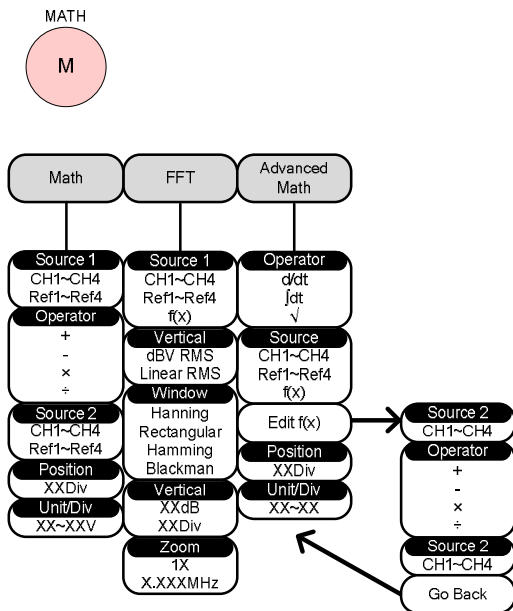 MATH
M
Math
Source 1
CH1~CH4
Ref1~Ref4
Operator
+
-
×
÷
Source 2
CH1~CH4
Ref1~Ref4
Position
XXDiv
Unit/Div
XX~XXV
FFT
Source 1
CH1~CH4
Ref1~Ref4
f(x)
Vertical
dBV RMS
Linear RMS
Window
Hanning
Rectangular
Hamming
Blackman
Vertical
XXdB
XXDiv
Zoom
1X
X.XXXMHz
Advanced
Math
Operator
d/dt
∫dt
√
Source
CH1~CH4
Ref1~Ref4
f(x)
Edit f(x)
Position
XXDiv
Unit/Div
XX~XX
Source 2
CH1~CH4
Operator
+
-
×
÷
Source 2
CH1~CH4
Go Back